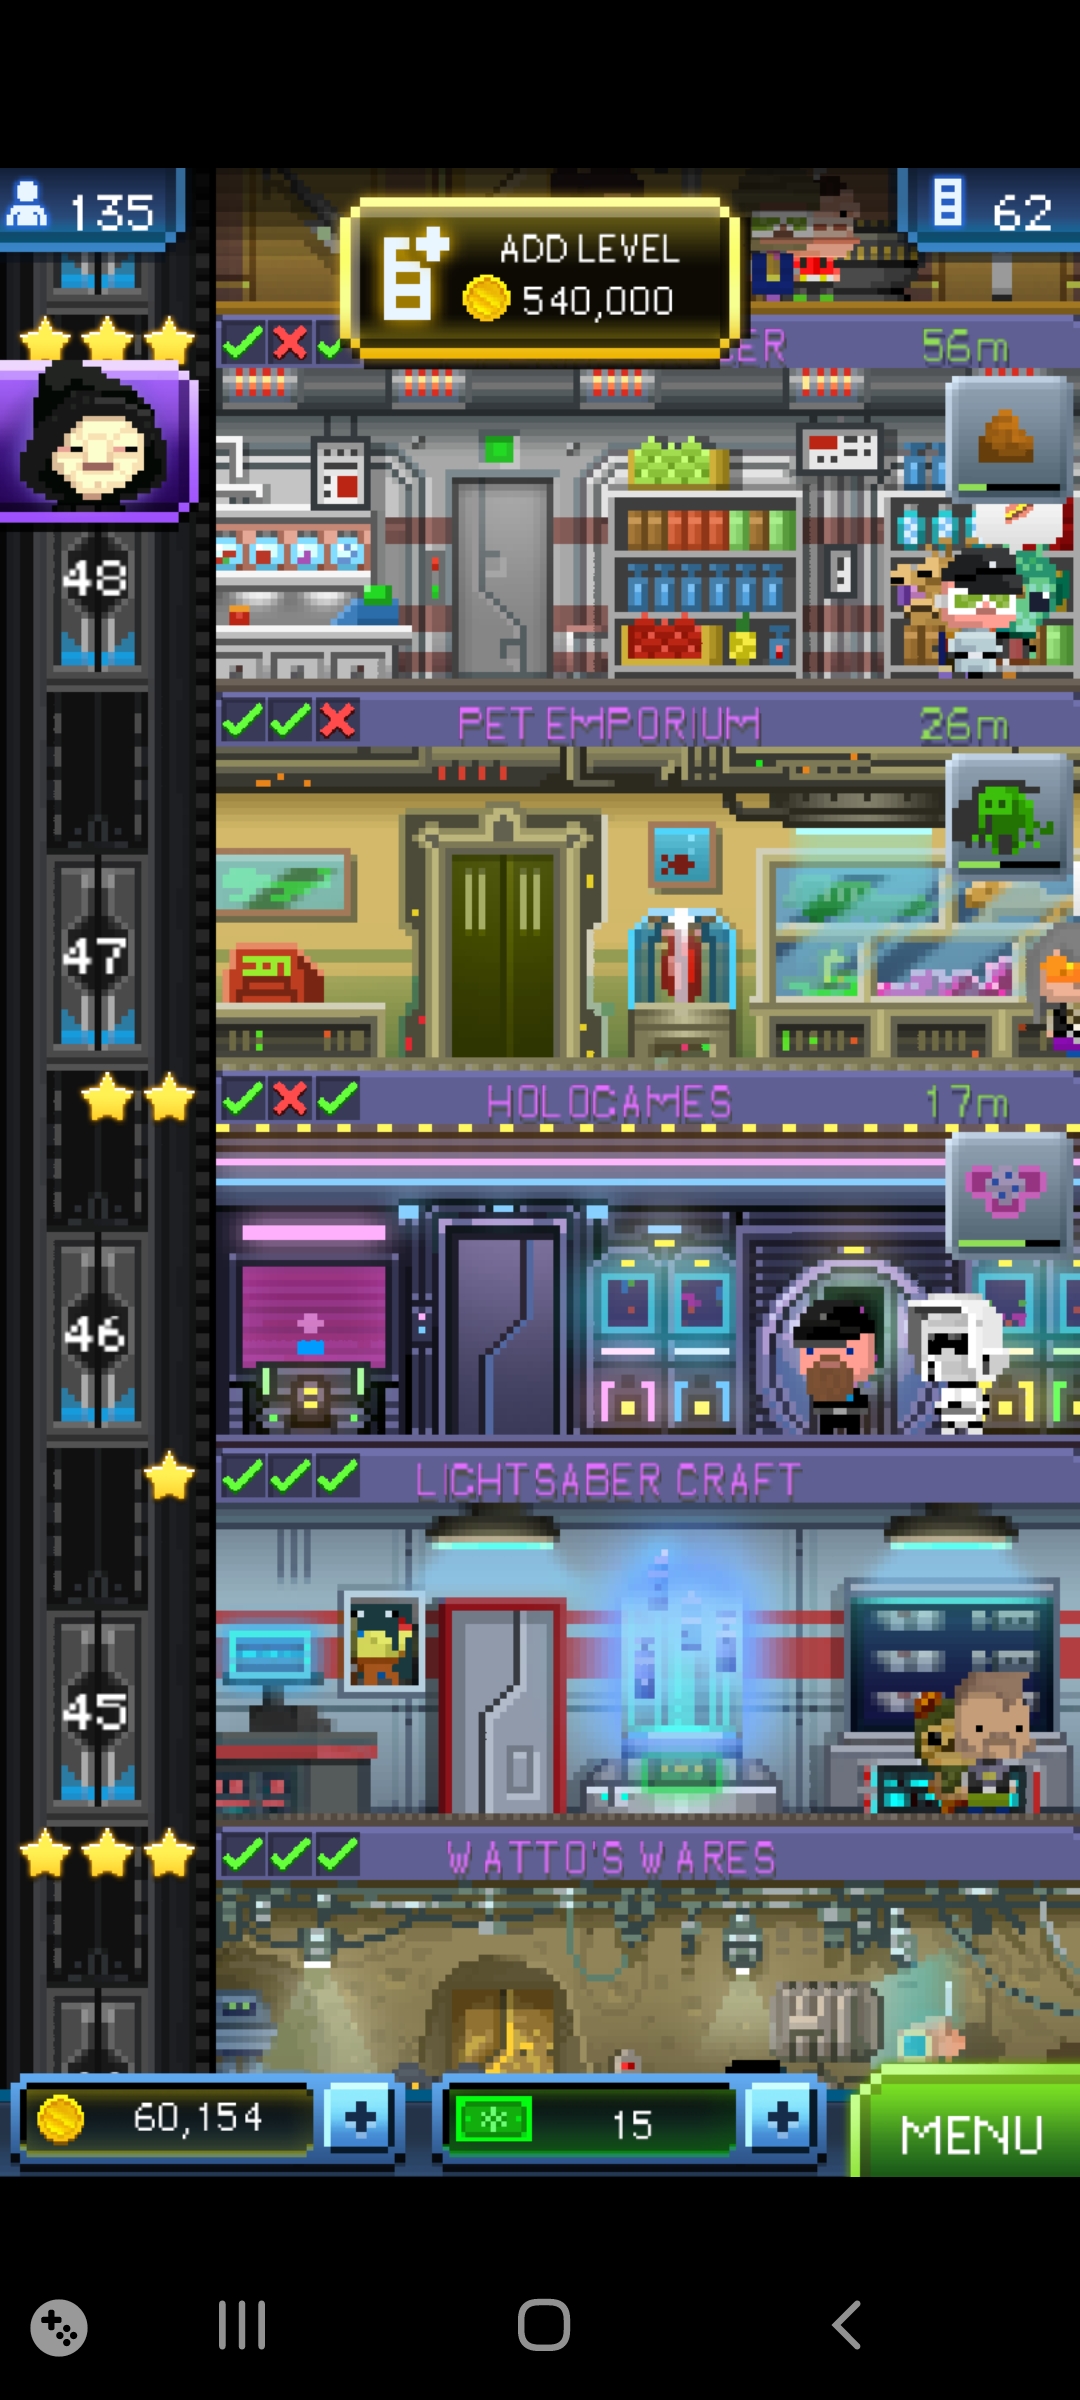 135
ADD LEVEL
540,000
62
56m
48
PET EMPORIUM
26m
47
HOLOGAMES
17m
46
LIGHTSABER CRAFT
45
WATTO'S WARES
60,154
15
MENU